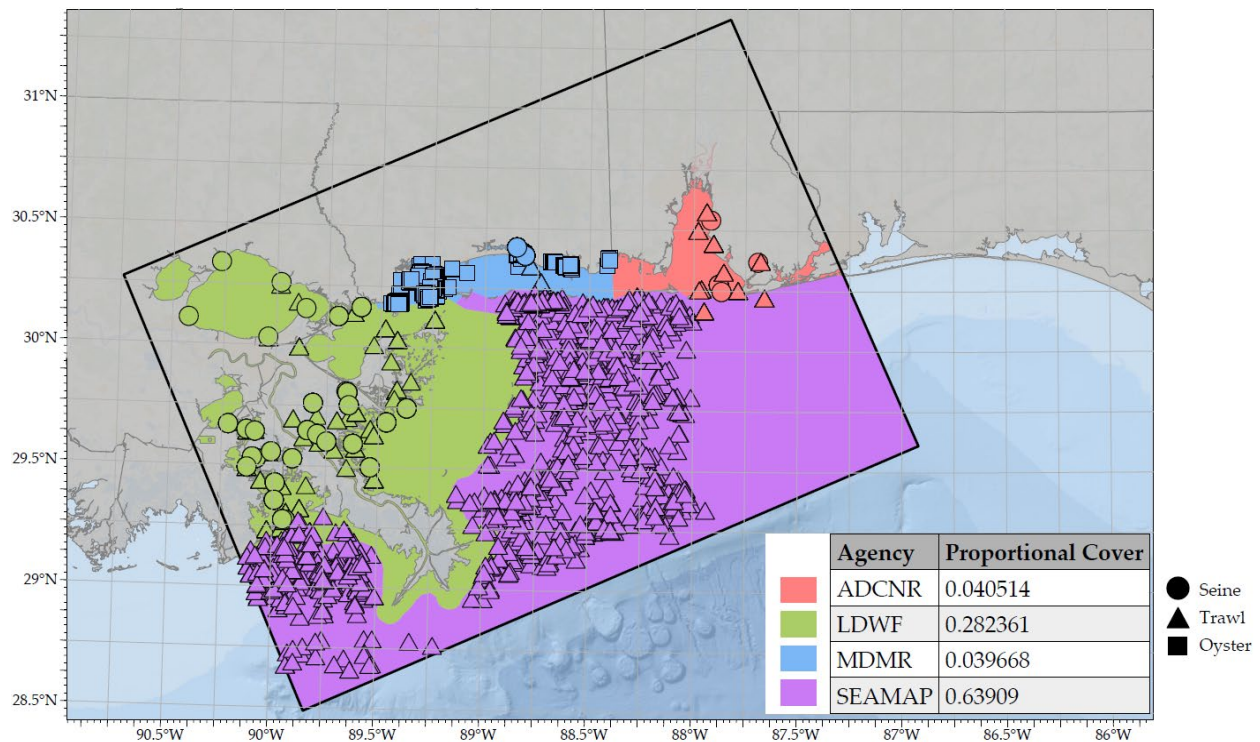 31°N
30.5°N
30°N
29.5°N
29°N
28.5°N
Agency Proportional Cover
ADCNR 0.040514
LDWF 0.282361
MDMR 0.039668
SEAMAP 0.63909
Seine
Trawl
Oyster
90.5°W 90°W 89.5°W 89°W 88.5°W 88°W 87.5°W 87°W 86.5°W 86°W